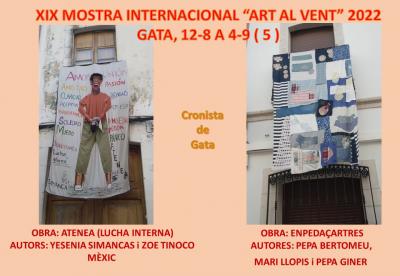 XIX MOSTRA INTERNACIONAL “ART AL VENT” 2022
GATA, 12-8 A 4-9 ( 5 )
PASIÓN
Cronista
de
Gata
OBRA: ATENEA (LUCHA INTERNA)
AUTORS: YESENIA SIMANCAS i ZOE TINOCO
MÈXIC
OBRA: ENPEDAÇARTRES
AUTORES: PEPA BERTOMEU,
MARI LLOPIS i PEPA GINER